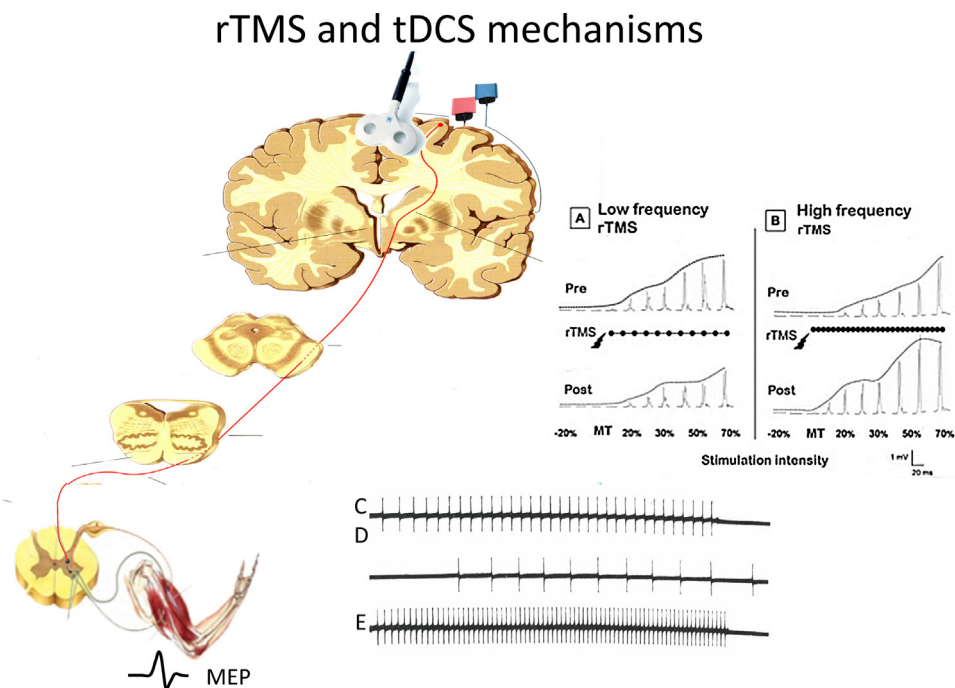 rTMS and tDCS mechanisms
A Low frequency
rTMS
B High frequency
rTMS
Pre
Pre
rTMS
rTMS
Post
Post
-20% MT 20% 30% 50% 70%
-20% MT 20% 30% 50% 70%
Stimulation intensity
1 mV
20 ms
C
D
E
MEP